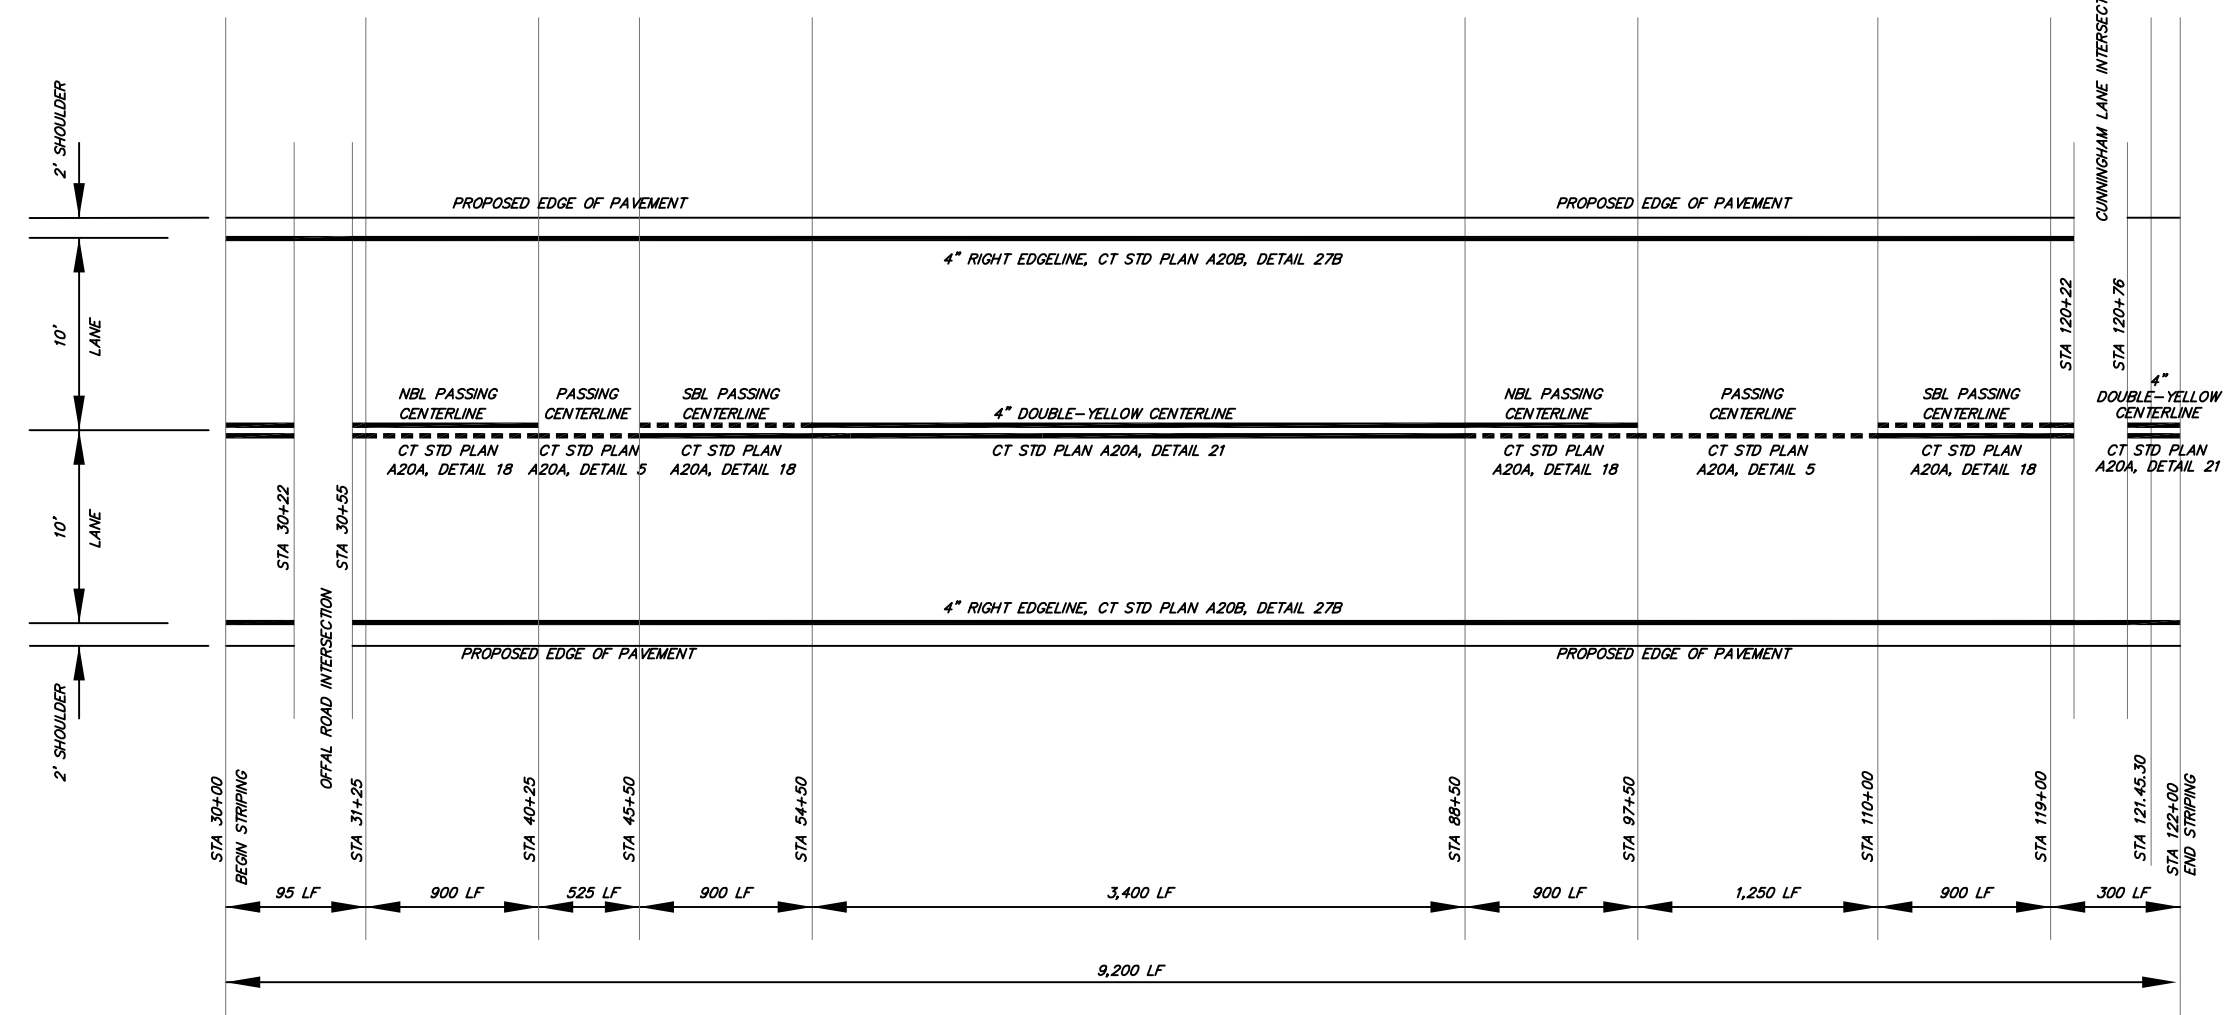 CUNNINGHAM LANE INTERSECT
2' SHOULDER
PROPOSED EDGE OF PAVEMENT
PROPOSED EDGE OF PAVEMENT
4" RIGHT EDGELINE, CT STD PLAN A20B, DETAIL 27B
10'
LANE
STA 120+22
STA 120+76
NBL PASSING
CENTERLINE
PASSING
CENTERLINE
SBL PASSING
CENTERLINE
4" DOUBLE-YELLOW CENTERLINE
NBL PASSING
CENTERLINE
PASSING
CENTERLINE
SBL PASSING
CENTERLINE
4"
DOUBLE-YELLOW
CENTERLINE
CT STD PLAN
A20A, DETAIL 18
CT STD PLAN
A20A, DETAIL 5
CT STD PLAN
A20A, DETAIL 18
CT STD PLAN A20A, DETAIL 21
CT STD PLAN
A20A, DETAIL 18
CT STD PLAN
A20A, DETAIL 5
CT STD PLAN
A20A, DETAIL 18
CT STD PLAN
A20A, DETAIL 21
10'
LANE
STA 30+22
STA 30+55
OFFAL ROAD INTERSECTION
4" RIGHT EDGELINE, CT STD PLAN A20B, DETAIL 27B
PROPOSED EDGE OF PAVEMENT
PROPOSED EDGE OF PAVEMENT
2' SHOULDER
STA 30+00
BEGIN STRIPING
STA 31+25
STA 40+25
STA 45+50
STA 54+50
STA 88+50
STA 97+50
STA 110+00
STA 119+00
STA 121.45.30
STA 122+00
END STRIPING
95 LF
900 LF
525 LF
900 LF
3,400 LF
900 LF
1,250 LF
900 LF
300 LF
9,200 LF